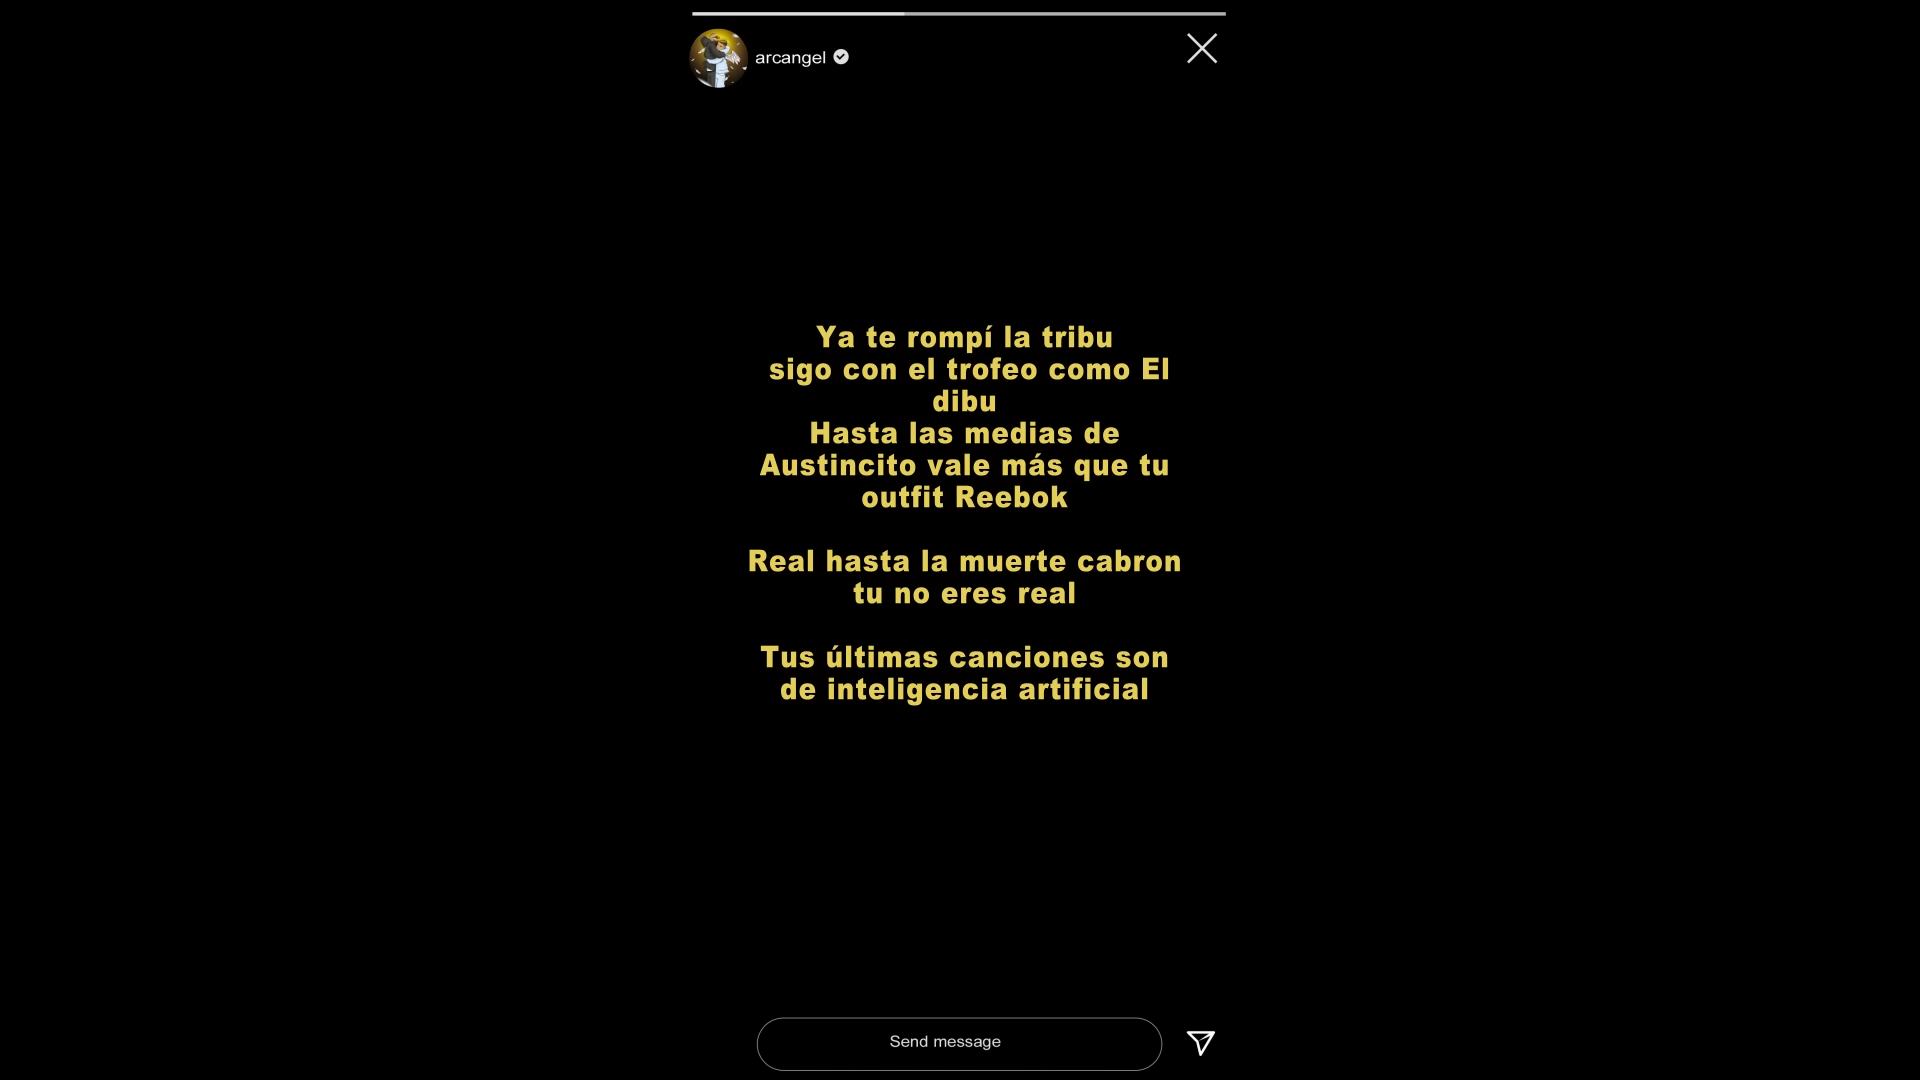 arcangel
Ya te rompí la tribu
sigo con el trofeo como El
dibu
Hasta las medias de
Austincito vale más que tu
outfit Reebok
Real hasta la muerte cabron
tu no eres real
Tus últimas canciones son
de inteligencia artificial
Send message